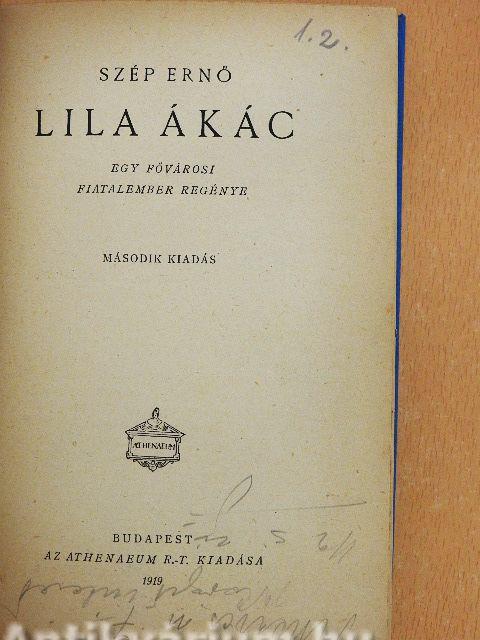 1.2.
SZÉP ERNŐ
LILA ÁKÁC
EGY FŐVÁROSI
FIATALEMBER REGÉNYE
MÁSODIK KIADÁS
ATHENAEUM
BUDAPEST
AZ ATHENAEUM R.-T. KIADÁSA
1919